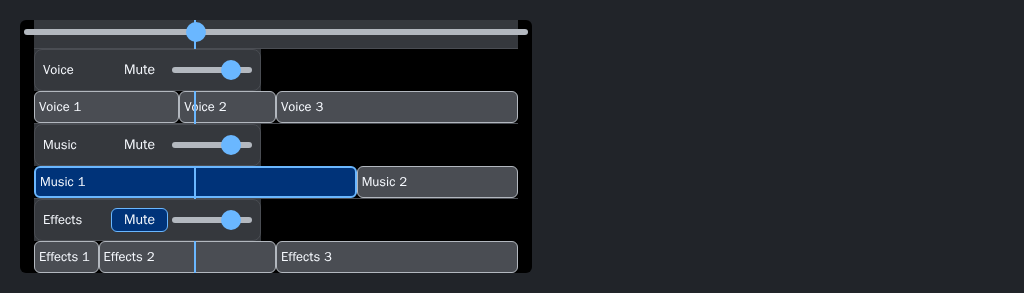 Voice Mute
Voice 1 Voice 2 Voice 3
Music Mute
Music 1 Music 2
Effects Mute
Effects 1 Effects 2 Effects 3